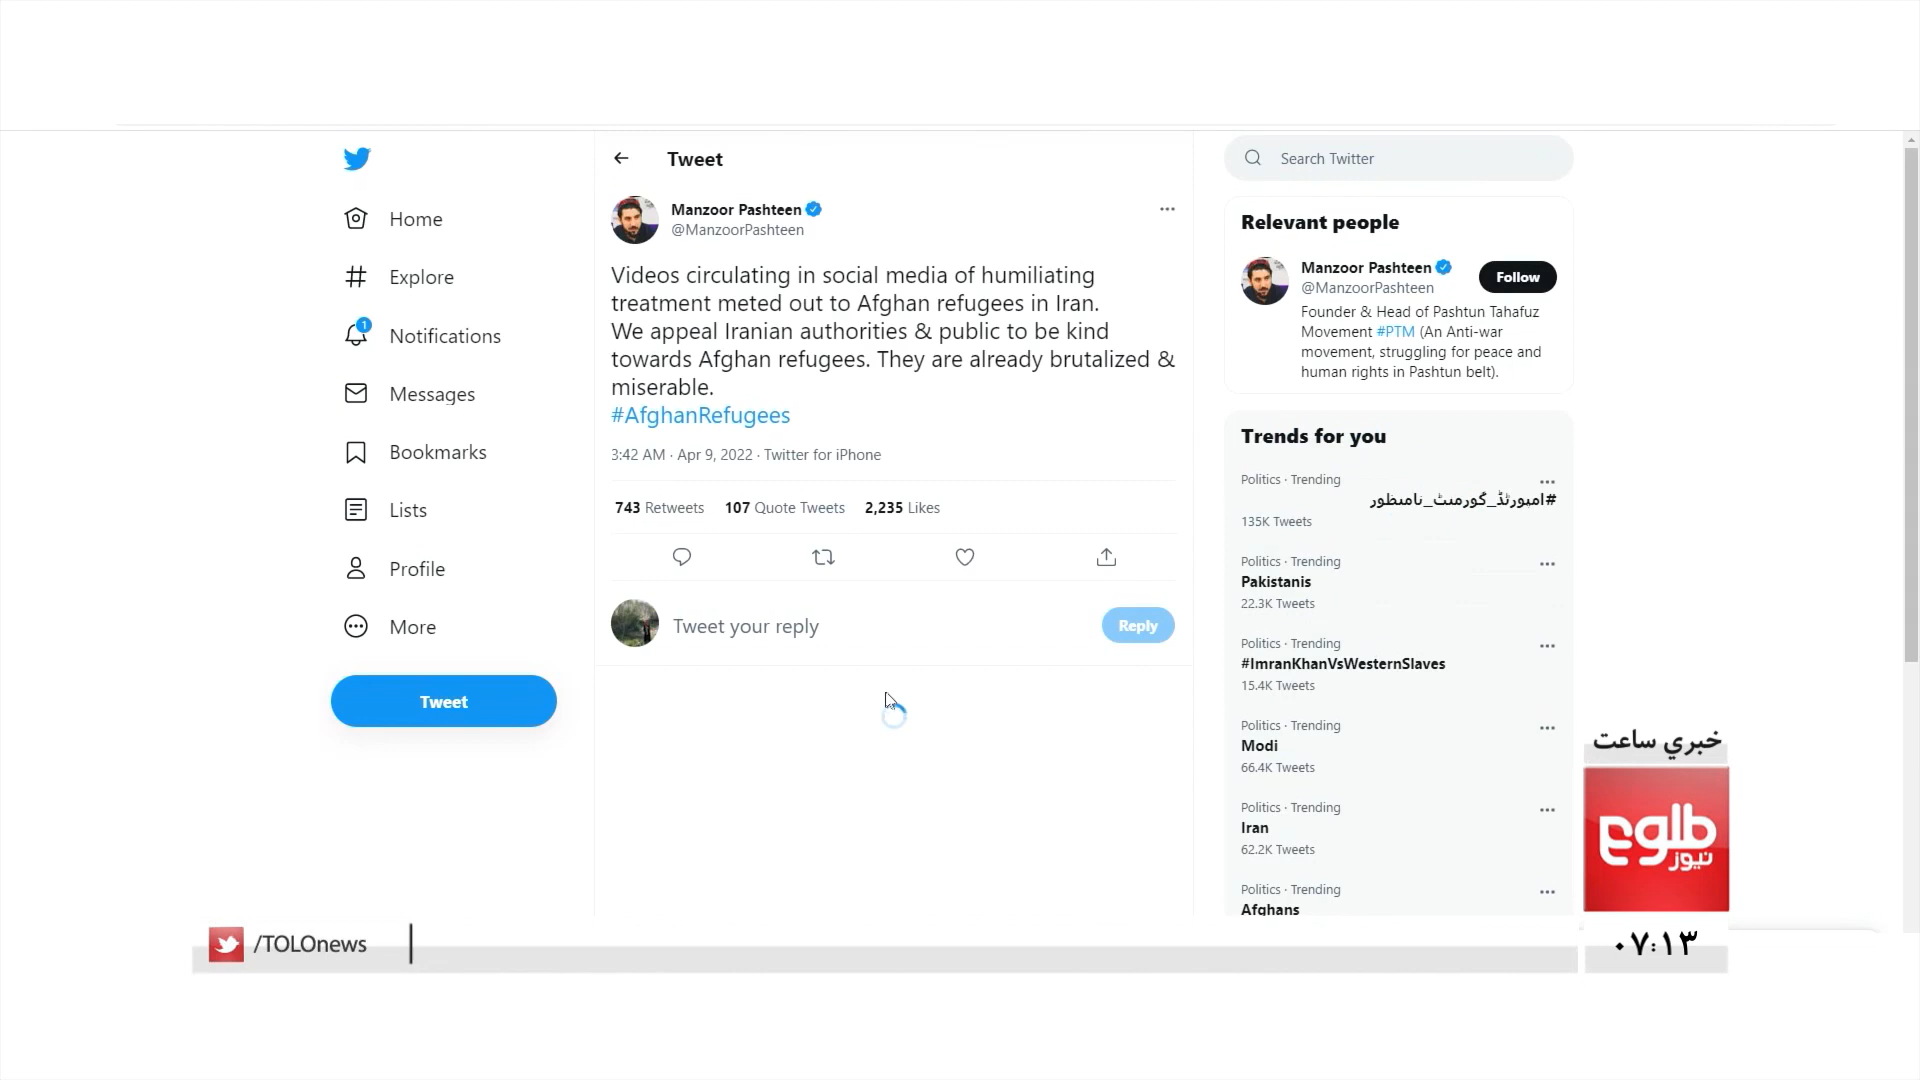 Home
Explore
1
Notifications
Messages
Bookmarks
Lists
Profile
More
Tweet
Tweet
Manzoor Pashteen
@ManzoorPashteen
Videos circulating in social media of humiliating
treatment meted out to Afghan refugees in Iran.
We appeal Iranian authorities & public to be kind
towards Afghan refugees. They are already brutalized &
miserable.
#AfghanRefugees
3:42 AM · Apr 9, 2022 · Twitter for iPhone
743 Retweets 107 Quote Tweets 2,235 Likes
Tweet your reply
Reply
Search Twitter
Relevant people
Manzoor Pashteen
@ManzoorPashteen
Follow
Founder & Head of Pashtun Tahafuz
Movement #PTM (An Anti-war
movement, struggling for peace and
human rights in Pashtun belt).
Trends for you
Politics · Trending
#امپورٹڈ_گورمنٹ_نامنظور
135K Tweets
Politics · Trending
Pakistanis
22.3K Tweets
Politics · Trending
#ImranKhanVsWesternSlaves
15.4K Tweets
Politics · Trending
Modi
66.4K Tweets
Politics · Trending
Iran
62.2K Tweets
Politics · Trending
Afghans
خبري ساعت
طلوع
نیوز
/TOLOnews
۰۷:۱۳